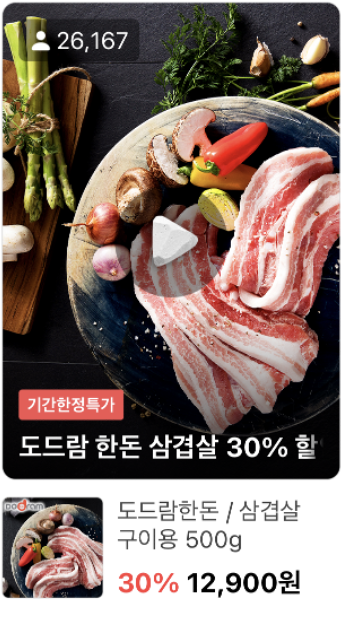 26,167
기간한정특가
도드람 한돈 삼겹살 30% 할
Dodram
도드람한돈 / 삼겹살
구이용 500g
30% 12,900원